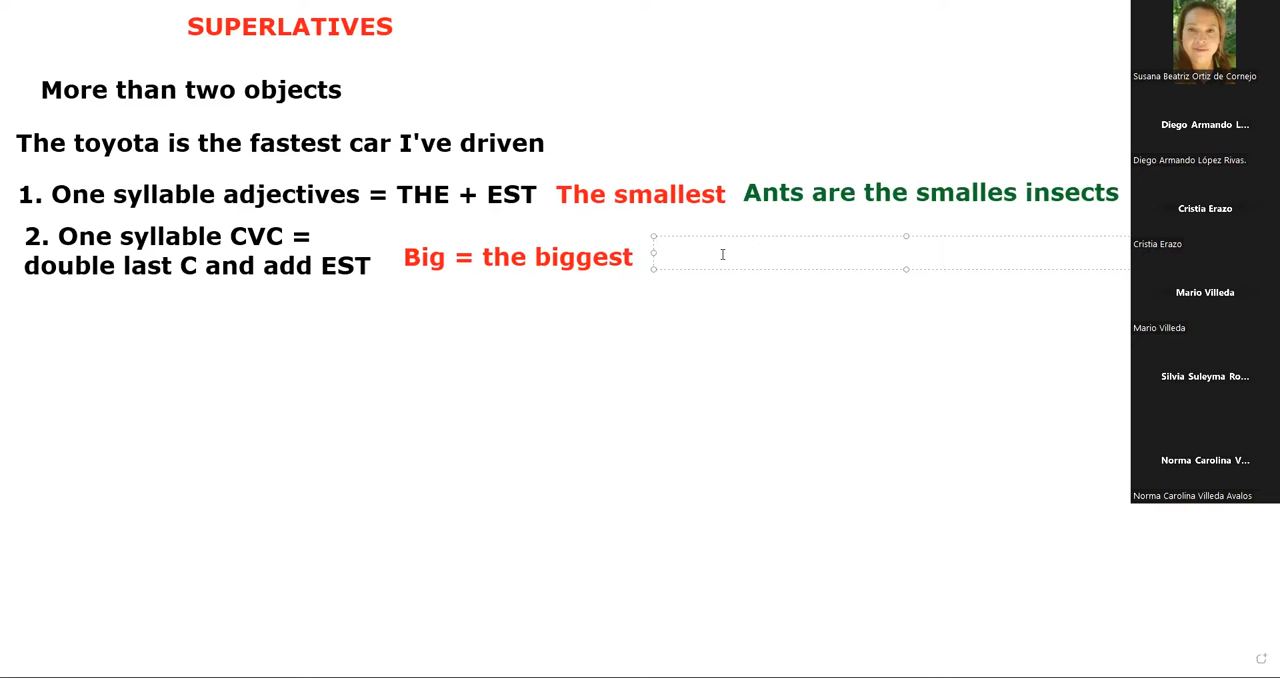 SUPERLATIVES
More than two objects
The toyota is the fastest car I've driven
1. One syllable adjectives = THE + EST The smallest Ants are the smalles insects
2. One syllable CVC =
double last C and add EST Big = the biggest
Susana Beatriz Ortiz de Cornejo
Diego Armando L...
Diego Armando López Rivas.
Cristia Erazo
Cristia Erazo
Mario Villeda
Mario Villeda
Silvia Suleyma Ro...
Norma Carolina V...
Norma Carolina Villeda Avalos